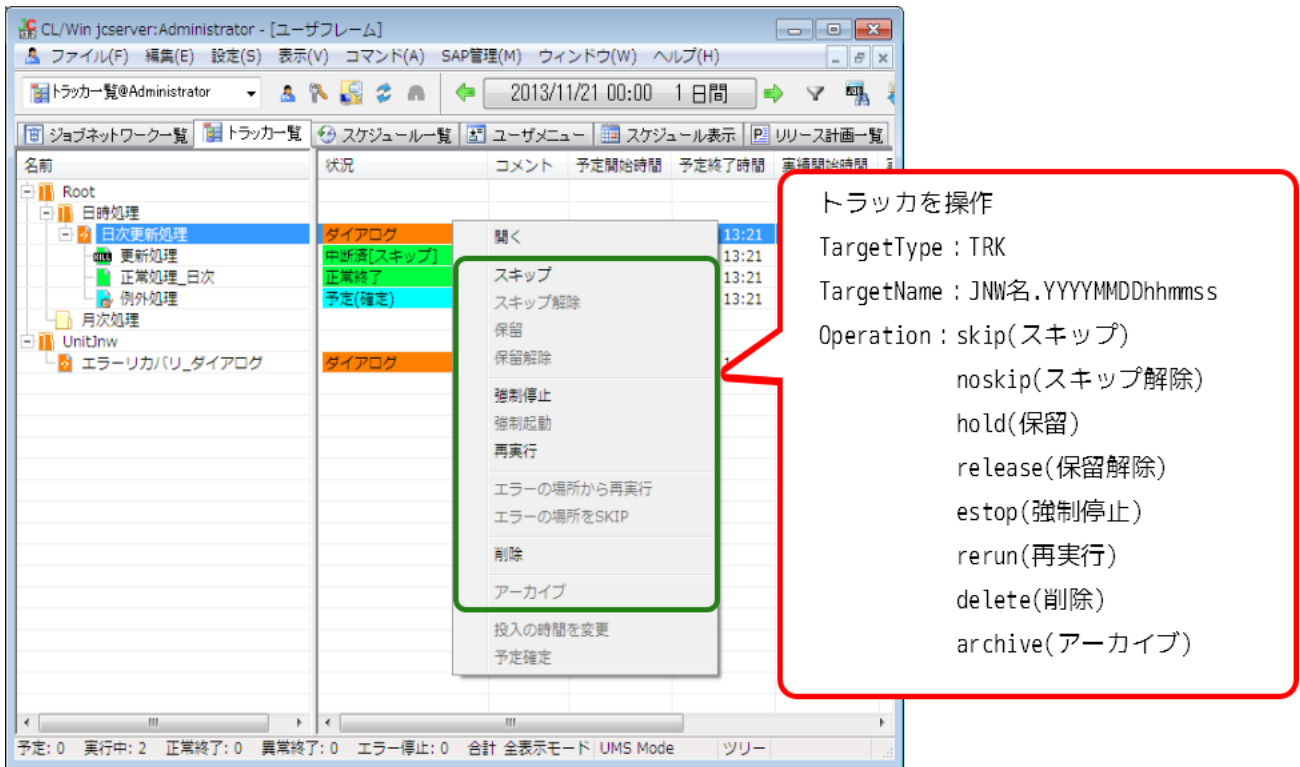 CL/Win jcserver:Administrator - [ユーザフレーム]
ファイル(F) 編集(E) 設定(S) 表示(V) コマンド(A) SAP管理(M) ウィンドウ(W) ヘルプ(H)
トラッカ一覧@Administrator 2013/11/21 00:00 1 日間
ジョブネットワーク一覧 トラッカ一覧 スケジュール一覧 ユーザメニュー スケジュール表示 リリース計画一覧
名前 状況 コメント 予定開始時間 予定終了時間 実績開始時間
Root
日時処理
日次更新処理 ダイアログ 13:21
更新処理 中断済[スキップ] 13:21
正常処理_日次 正常終了 13:21
例外処理 予定(確定) 13:21
月次処理
UnitJnw
エラーリカバリ_ダイアログ ダイアログ
開く
スキップ
スキップ解除
保留
保留解除
強制停止
強制起動
再実行
エラーの場所から再実行
エラーの場所をSKIP
削除
アーカイブ
投入の時間を変更
予定確定
トラッカを操作
TargetType：TRK
TargetName：JNW名.YYYYMMDDhhmmss
Operation：skip(スキップ)
noskip(スキップ解除)
hold(保留)
release(保留解除)
estop(強制停止)
rerun(再実行)
delete(削除)
archive(アーカイブ)
予定: 0 実行中: 2 正常終了: 0 異常終了: 0 エラー停止: 0 合計 全表示モード UMS Mode ツリー